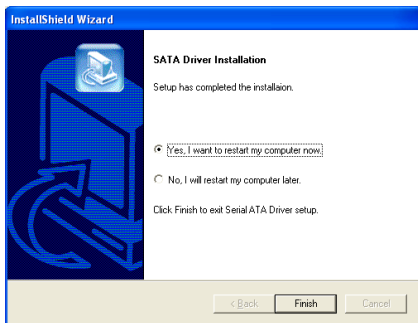 InstallShield Wizard
SATA Driver Installation
Setup has completed the installaion.
Yes, I want to restart my computer now.
No, I will restart my computer later.
Click Finish to exit Serial ATA Driver setup.
< Back Finish Cancel